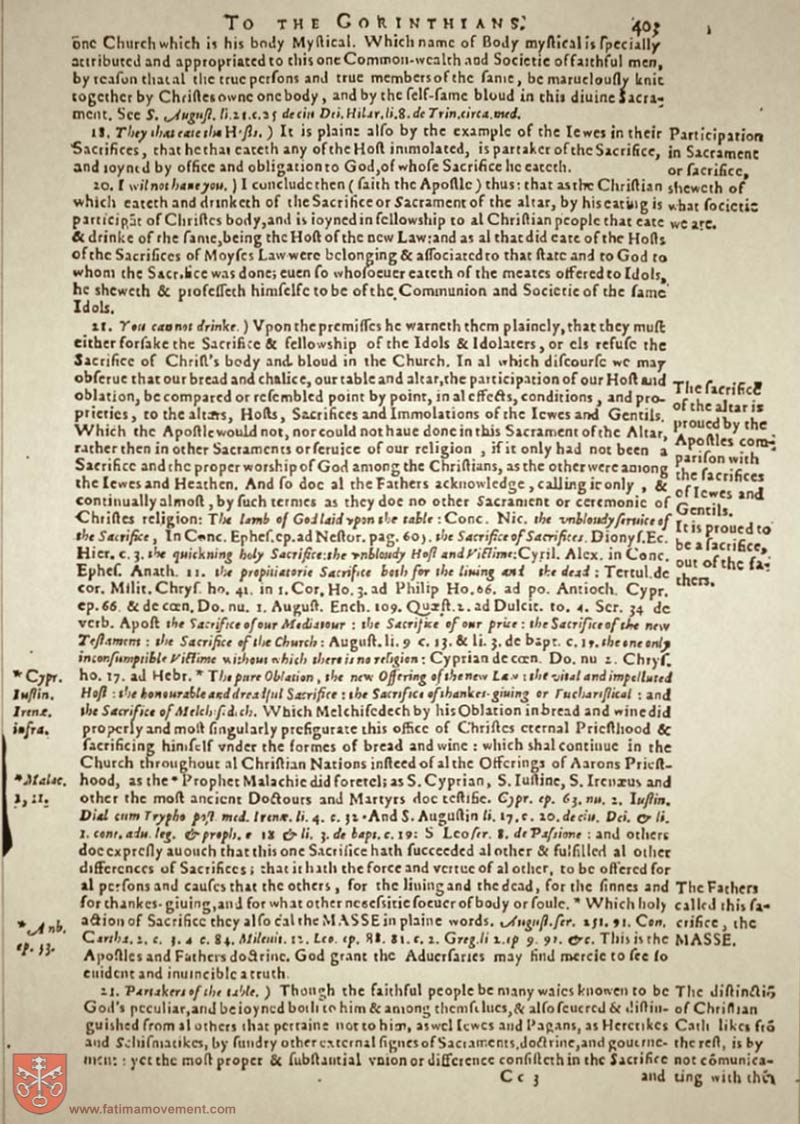 TO THE CORINTHIANS. 403
one Church which is his body Myſtical. Which name of Body myſtical is ſpecially
attributed and appropriated to this one Common-wealth and Societie of faithful men,
by reaſon that al the true perſons and true members of the ſame, be maruelouſly knit
together by Chriſtes owne one body, and by the ſelf-ſame bloud in this diuine Sacra-
ment. See S. Auguſt. li. 21. c. 25 de ciu Dei. Hilar. li. 8. de Trin. circa. med.
18. They that eate the Hoſts. ) It is plaine alſo by the example of the Iewes in their
Sacrifices, that he that eateth any of the Hoſt immolated, is partaker of the Sacrifice,
and ioyned by office and obligation to God, of whoſe Sacrifice he eateth.
Participation
in Sacrament
or ſacrifice,
ſheweth of
what ſocietie
we are.
20. I wil not haue you. ) I conclude then ( ſaith the Apoſtle ) thus: that as the Chriſtian
which eateth and drinketh of the Sacrifice or Sacrament of the altar, by his eating is
participāt of Chriſtes body, and is ioyned in fellowſhip to al Chriſtian people that eate
& drinke of the ſame, being the Hoſt of the new Law: and as al that did eate of the Hoſts
of the Sacrifices of Moyſes Law were belonging & aſſociated to that ſtate and to God to
whom the Sacrifice was done; euen ſo whoſoeuer eateth of the meates offered to Idols,
he ſheweth & profeſſeth himſelfe to be of the Communion and Societie of the ſame
Idols.
21. You cannot drinke. ) Vpon the premiſſes he warneth them plainely, that they muſt
either forſake the Sacrifice & fellowſhip of the Idols & Idolaters, or els refuſe the
Sacrifice of Chriſt's body and bloud in the Church. In al which diſcourſe we may
obſerue that our bread and chalice, our table and altar, the participation of our Hoſt and
oblation, be compared or reſembled point by point, in al effects, conditions, and pro-
prieties, to the altars, Hoſts, Sacrifices and Immolations of the Iewes and Gentils.
Which the Apoſtle would not, nor could not haue done in this Sacrament of the Altar,
rather then in other Sacraments or ſeruice of our religion , if it only had not been a
Sacrifice and the proper worſhip of God among the Chriſtians, as the other were among
the Iewes and Heathen. And ſo doe al the Fathers acknowledge , calling it only , &
continually almoſt, by ſuch termes as they doe no other Sacrament or ceremonie of
Chriſtes religion: The lamb of God laid vpon the table : Conc. Nic. the vnbloudy ſeruice of
the Sacrifice, In Conc. Epheſ. ep. ad Neſtor. pag. 605. the Sacrifice of Sacrifices. Dionyſ. Ec.
Hier. c. 3. the quickning holy Sacrifice: the vnbloudy Hoſt and Victime: Cyril. Alex. in Conc.
Epheſ. Anath. 11. the propitiatorie Sacrifice both for the liuing and the dead : Tertul. de
cor. Milit. Chryſ. ho. 41. in 1. Cor. Ho. 3. ad Philip Ho. 66. ad po. Antioch. Cypr.
ep. 66. & de cœn. Do. nu. 1. Auguſt. Ench. 109. Quæſt. 2. ad Dulcit. to. 4. Ser. 34 de
verb. Apoſt the Sacrifice of our Mediatour : the Sacrifice of our price : the Sacrifice of the new
Teſtament : the Sacrifice of the Church : Auguſt. li. 9 c. 13. & li. 3. de bapt. c. 19. the one only
inconſumptible Victime without which there is no religion : Cyprian de cœn. Do. nu 2. Chryſ.
ho. 17. ad Hebr. * The pure Oblation, the new Offering of the new Law : the vital and impolluted
Hoſt : the honourable and dreadful Sacrifice : the Sacrifice of thankes-giuing or Euchariſtical : and
the Sacrifice of Melchiſedech. Which Melchiſedech by his Oblation in bread and wine did
properly and moſt ſingularly prefigurate this office of Chriſtes eternal Prieſthood &
ſacrificing himſelf vnder the formes of bread and wine : which ſhal continue in the
Church throughout al Chriſtian Nations inſteed of al the Offerings of Aarons Prieſt-
hood, as the * Prophet Malachie did foretel; as S. Cyprian, S. Iuſtine, S. Irenæus and
other the moſt ancient Doctours and Martyrs doe teſtifie. Cypr. ep. 63. nu. 2. Iuſtin.
Dial cum Trypho poſt med. Irenæ. li. 4. c. 32. And S. Auguſtin li. 17. c. 20. de ciu. Dei. & li.
1. cont. adu. leg. & proph. c 18 & li. 3. de bapt. c. 19: S Leo ſer. 8. de Paſſione : and others
doe expreſly auouch that this one Sacrifice hath ſucceeded al other & fulfilled al other
differences of Sacrifices; that it hath the force and vertue of al other, to be offered for
al perſons and cauſes that the others , for the liuing and the dead, for the ſinnes and
for thankes-giuing, and for what other neceſſitie ſoeuer of body or ſoule. * Which holy
action of Sacrifice they alſo cal the MASSE in plaine words. Auguſt. ſer. 251. 91. Con.
Cartha. 2. c. 3. 4 c. 84. Mileuit. 12. Leo. ep. 88. 81. c. 2. Greg. li 2. ep 9. 92. &c. This is the
Apoſtles and Fathers doctrine. God grant the Aduerſaries may find mercie to ſee ſo
euident and inuincible a truth.
The ſacrifice
of the altar is
proued by the
Apoſtles com-
pariſon with
the ſacrifices
of Iewes and
Gentils.
It is proued to
be a ſacrifice,
out of the fa-
thers.
* Cypr.
Iuſtin.
Irenæ.
infra.
* Malac.
1, 11.
* Amb.
ep. 33.
The Fathers
called this ſa-
crifice, the
MASSE.
21. Partakers of the table. ) Though the faithful people be many waies knowen to be
God's peculiar, and be ioyned both to him & among themſelues, & alſo ſeuered & diſtin-
guiſhed from al others that pertaine not to him, aswel Iewes and Pagans, as Heretikes
and Schiſmatikes, by ſundry other external ſignes of Sacraments, doctrine, and gouerne-
ment : yet the moſt proper & ſubſtantial vnion or difference conſiſteth in the Sacrifice
The diſtinctiō
of Chriſtian
Catholikes frō
the reſt, is by
not cōmunica-
ting with thē
Cc 3 and
www.fatimamovement.com